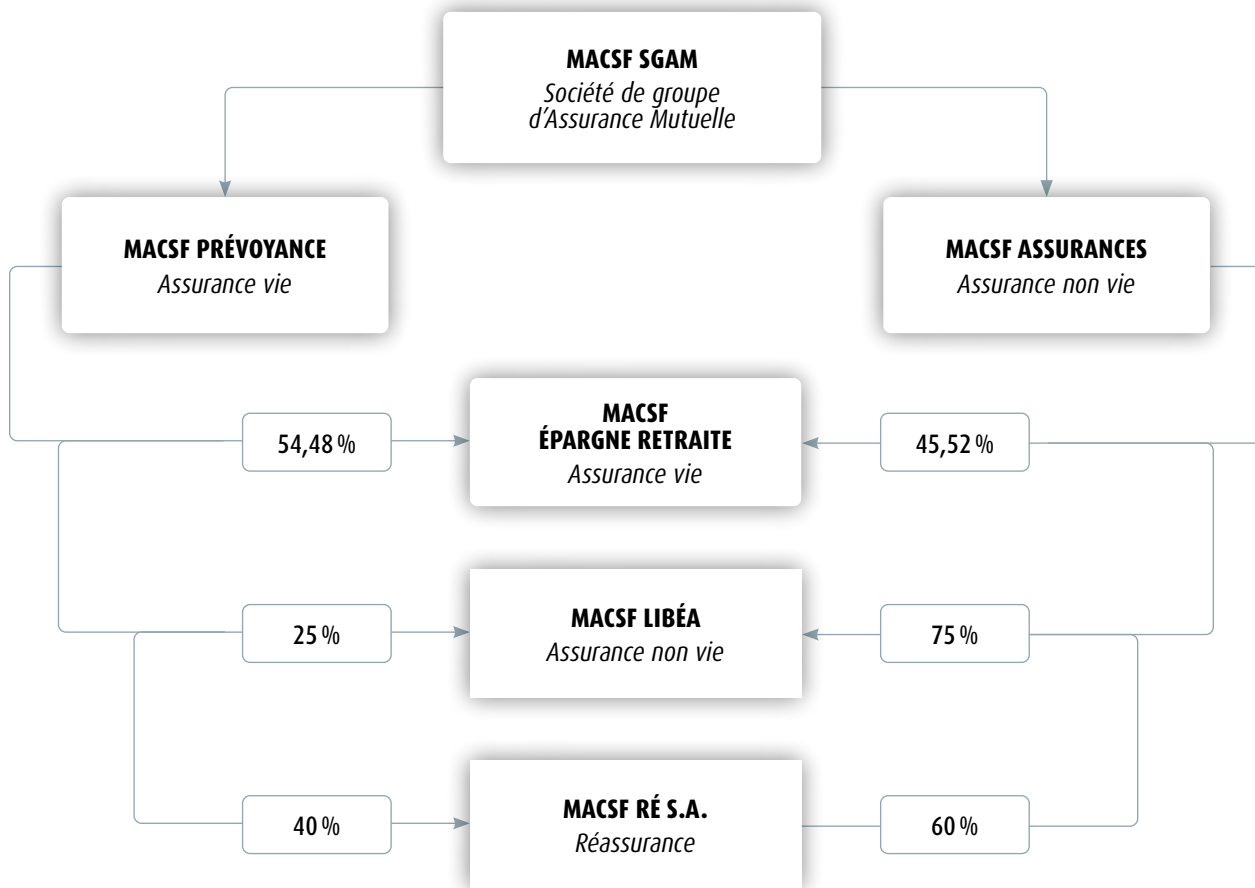 MACSF SGAM
Société de groupe
d'Assurance Mutuelle
MACSF PRÉVOYANCE
Assurance vie
MACSF ASSURANCES
Assurance non vie
54,48 %
MACSF
ÉPARGNE RETRAITE
Assurance vie
45,52 %
25 %
MACSF LIBÉA
Assurance non vie
75 %
40 %
MACSF RÉ S.A.
Réassurance
60 %